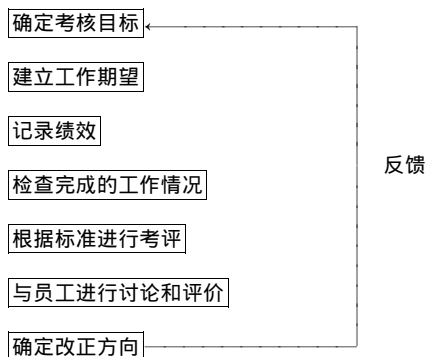 确定考核目标
建立工作期望
记录绩效
检查完成的工作情况
反馈
根据标准进行考评
与员工进行讨论和评价
确定改正方向